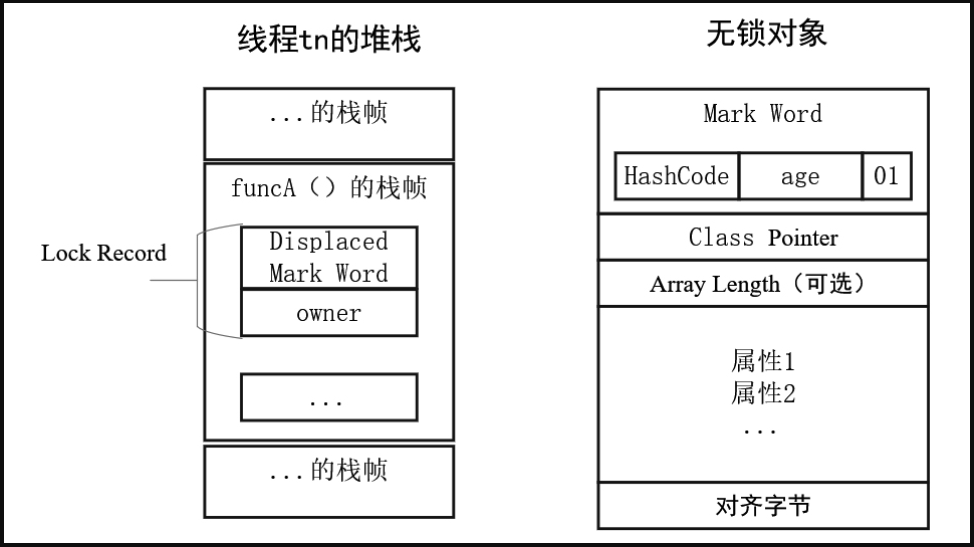 线程tn的堆栈
...的栈帧
funcA()的栈帧
Lock Record
Displaced
Mark Word
owner
...
...的栈帧
无锁对象
Mark Word
HashCode
age
01
Class Pointer
Array Length（可选）
属性1
属性2
...
对齐字节